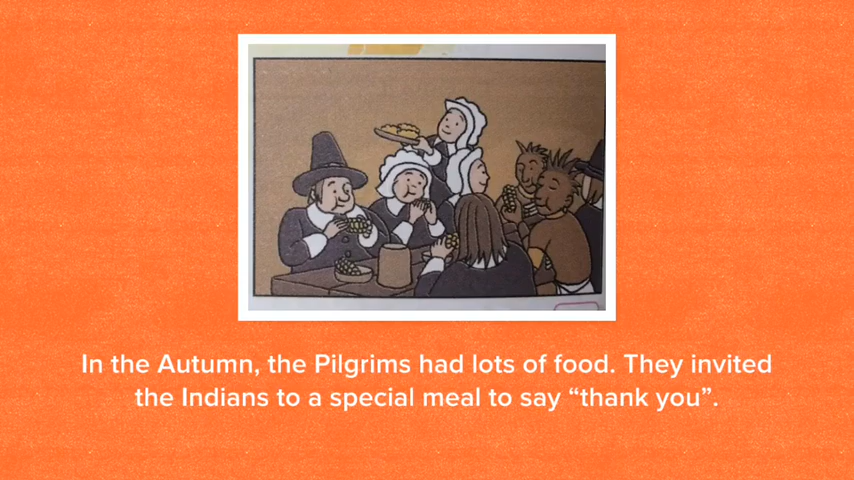 In the Autumn, the Pilgrims had lots of food. They invited
the Indians to a special meal to say “thank you”.